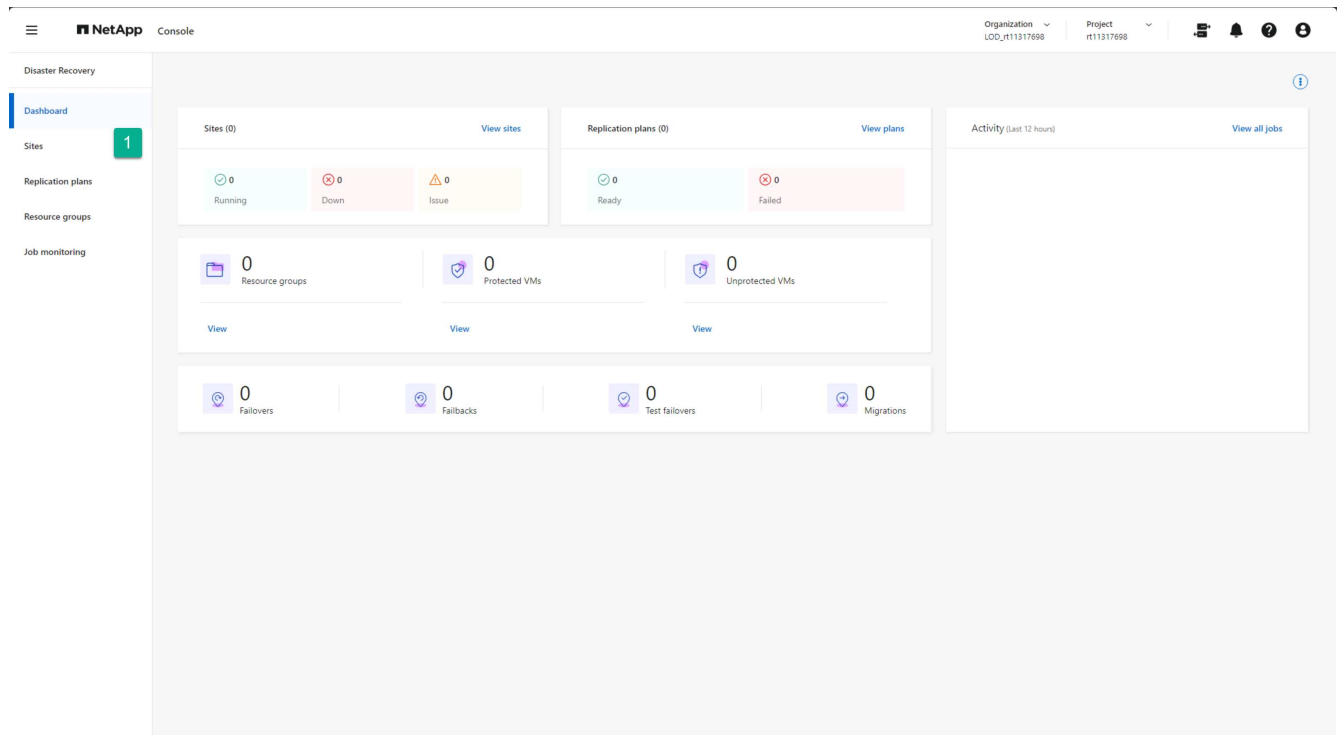 NetApp Console
Organization
LOD_rt11317698
Project
rt11317698
Disaster Recovery
Dashboard
Sites
1
Replication plans
Resource groups
Job monitoring
Sites (0)
View sites
0
Running
0
Down
0
Issue
Replication plans (0)
View plans
0
Ready
0
Failed
Activity (Last 12 hours)
View all jobs
0
Resource groups
View
0
Protected VMs
View
0
Unprotected VMs
View
0
Failovers
0
Failbacks
0
Test failovers
0
Migrations